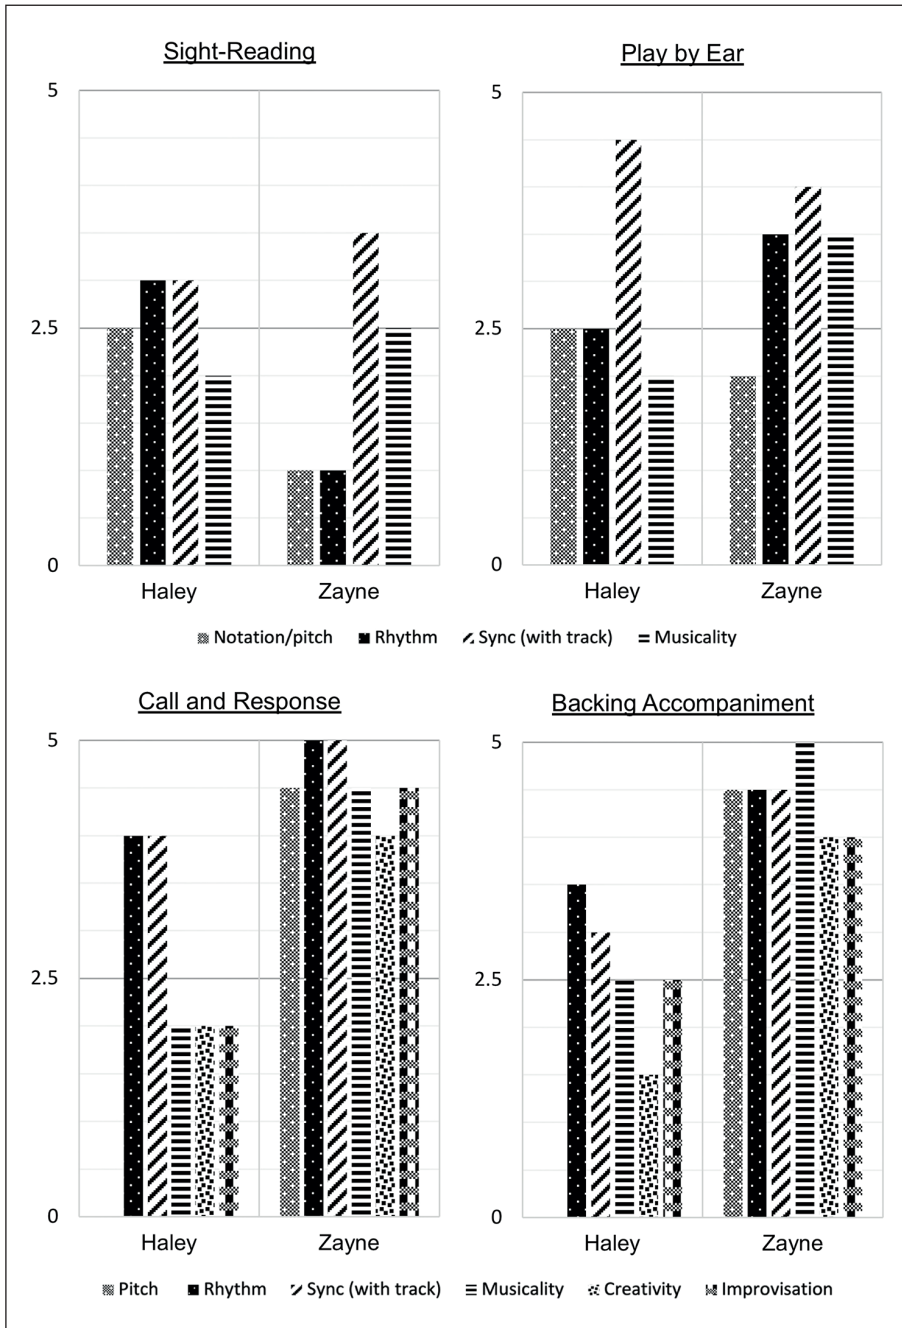 Sight-Reading
5
2.5
0
Haley Zayne
Play by Ear
5
2.5
0
Haley Zayne
Notation/pitch Rhythm Sync (with track) Musicality
Call and Response
5
2.5
0
Haley Zayne
Backing Accompaniment
5
2.5
0
Haley Zayne
Pitch Rhythm Sync (with track) Musicality Creativity Improvisation